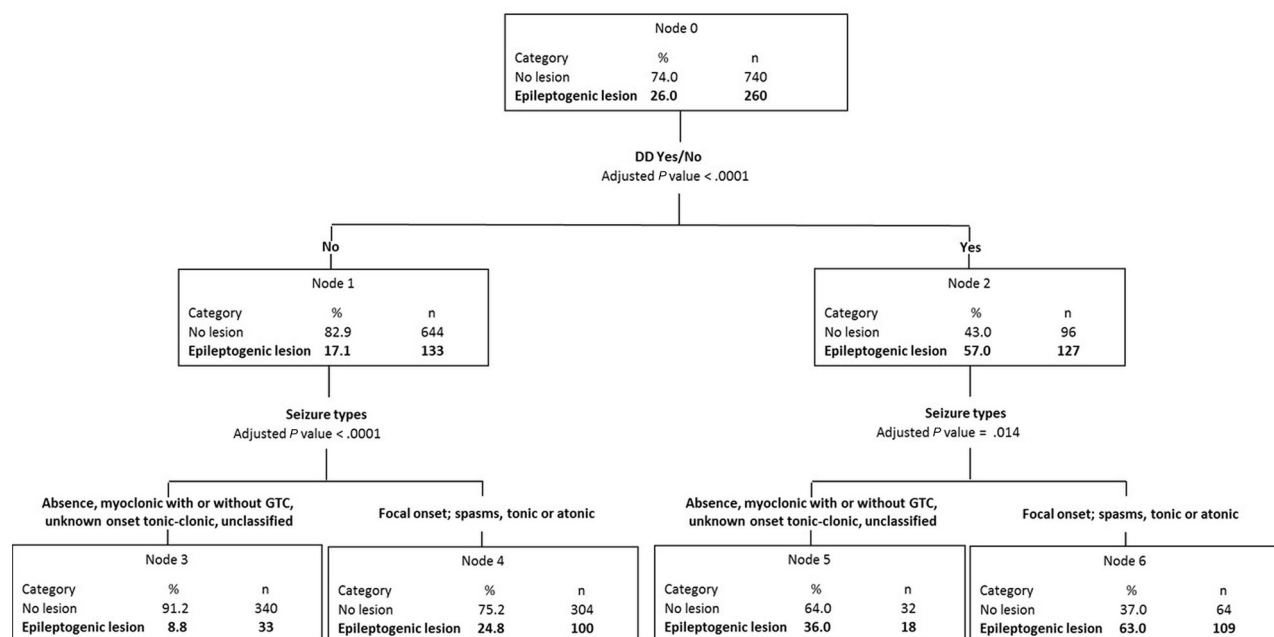 Node 0
Category % n
No lesion 74.0 740
Epileptogenic lesion 26.0 260
DD Yes/No
Adjusted P value < .0001
No
Yes
Node 1
Category % n
No lesion 82.9 644
Epileptogenic lesion 17.1 133
Node 2
Category % n
No lesion 43.0 96
Epileptogenic lesion 57.0 127
Seizure types
Adjusted P value < .0001
Seizure types
Adjusted P value = .014
Absence, myoclonic with or without GTC,
unknown onset tonic-clonic, unclassified
Focal onset; spasms, tonic or atonic
Absence, myoclonic with or without GTC,
unknown onset tonic-clonic, unclassified
Focal onset; spasms, tonic or atonic
Node 3
Category % n
No lesion 91.2 340
Epileptogenic lesion 8.8 33
Node 4
Category % n
No lesion 75.2 304
Epileptogenic lesion 24.8 100
Node 5
Category % n
No lesion 64.0 32
Epileptogenic lesion 36.0 18
Node 6
Category % n
No lesion 37.0 64
Epileptogenic lesion 63.0 109